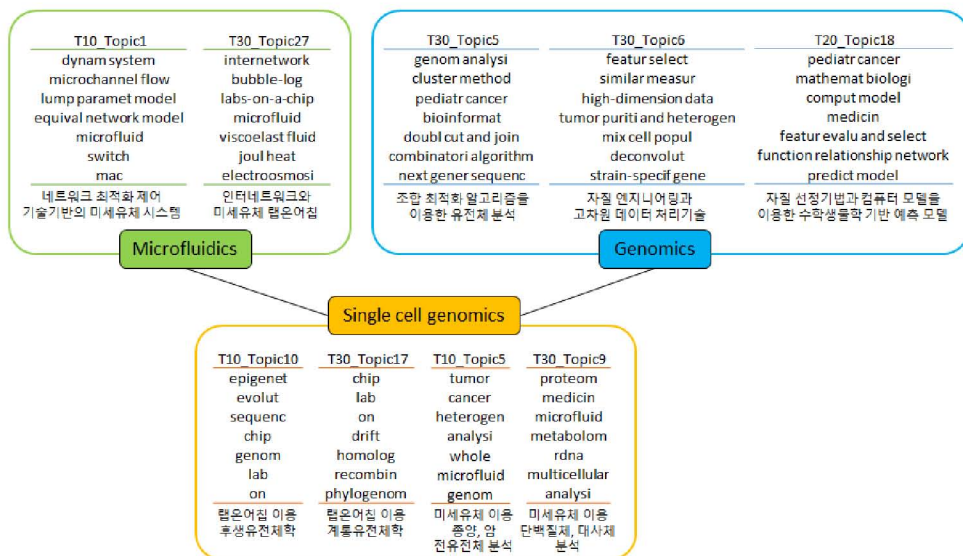 T10_Topic1
dynam system
microchannel flow
lump paramet model
equival network model
microfluid
switch
mac
네트워크 최적화 제어
기술기반의 미세유체 시스템
T30_Topic27
internetwork
bubble-log
labs-on-a-chip
microfluid
viscoelast fluid
joul heat
electroosmosi
인터네트워크와
미세유체 랩온어칩
Microfluidics
T30_Topic5
genom analysi
cluster method
pediatr cancer
bioinformat
doubl cut and join
combinatori algorithm
next gener sequenc
조합 최적화 알고리즘을
이용한 유전체 분석
T30_Topic6
featur select
similar measur
high-dimension data
tumor puriti and heterogen
mix cell popul
deconvolut
strain-specif gene
자질 엔지니어링과
고차원 데이터 처리기술
T20_Topic18
pediatr cancer
mathemat biologi
comput model
medicin
featur evalu and select
function relationship network
predict model
자질 선정기법과 컴퓨터 모델을
이용한 수학생물학 기반 예측 모델
Genomics
Single cell genomics
T10_Topic10
epigenet
evolut
sequenc
chip
genom
lab
on
랩온어칩 이용
후생유전체학
T30_Topic17
chip
lab
on
drift
homolog
recombin
phylogenom
랩온어칩 이용
계통유전체학
T10_Topic5
tumor
cancer
heterogen
analysi
whole
microfluid
genom
미세유체 이용
종양, 암
전유전체 분석
T30_Topic9
proteom
medicin
microfluid
metabolom
rdna
multicellular
analysi
미세유체 이용
단백질체, 대사체
분석